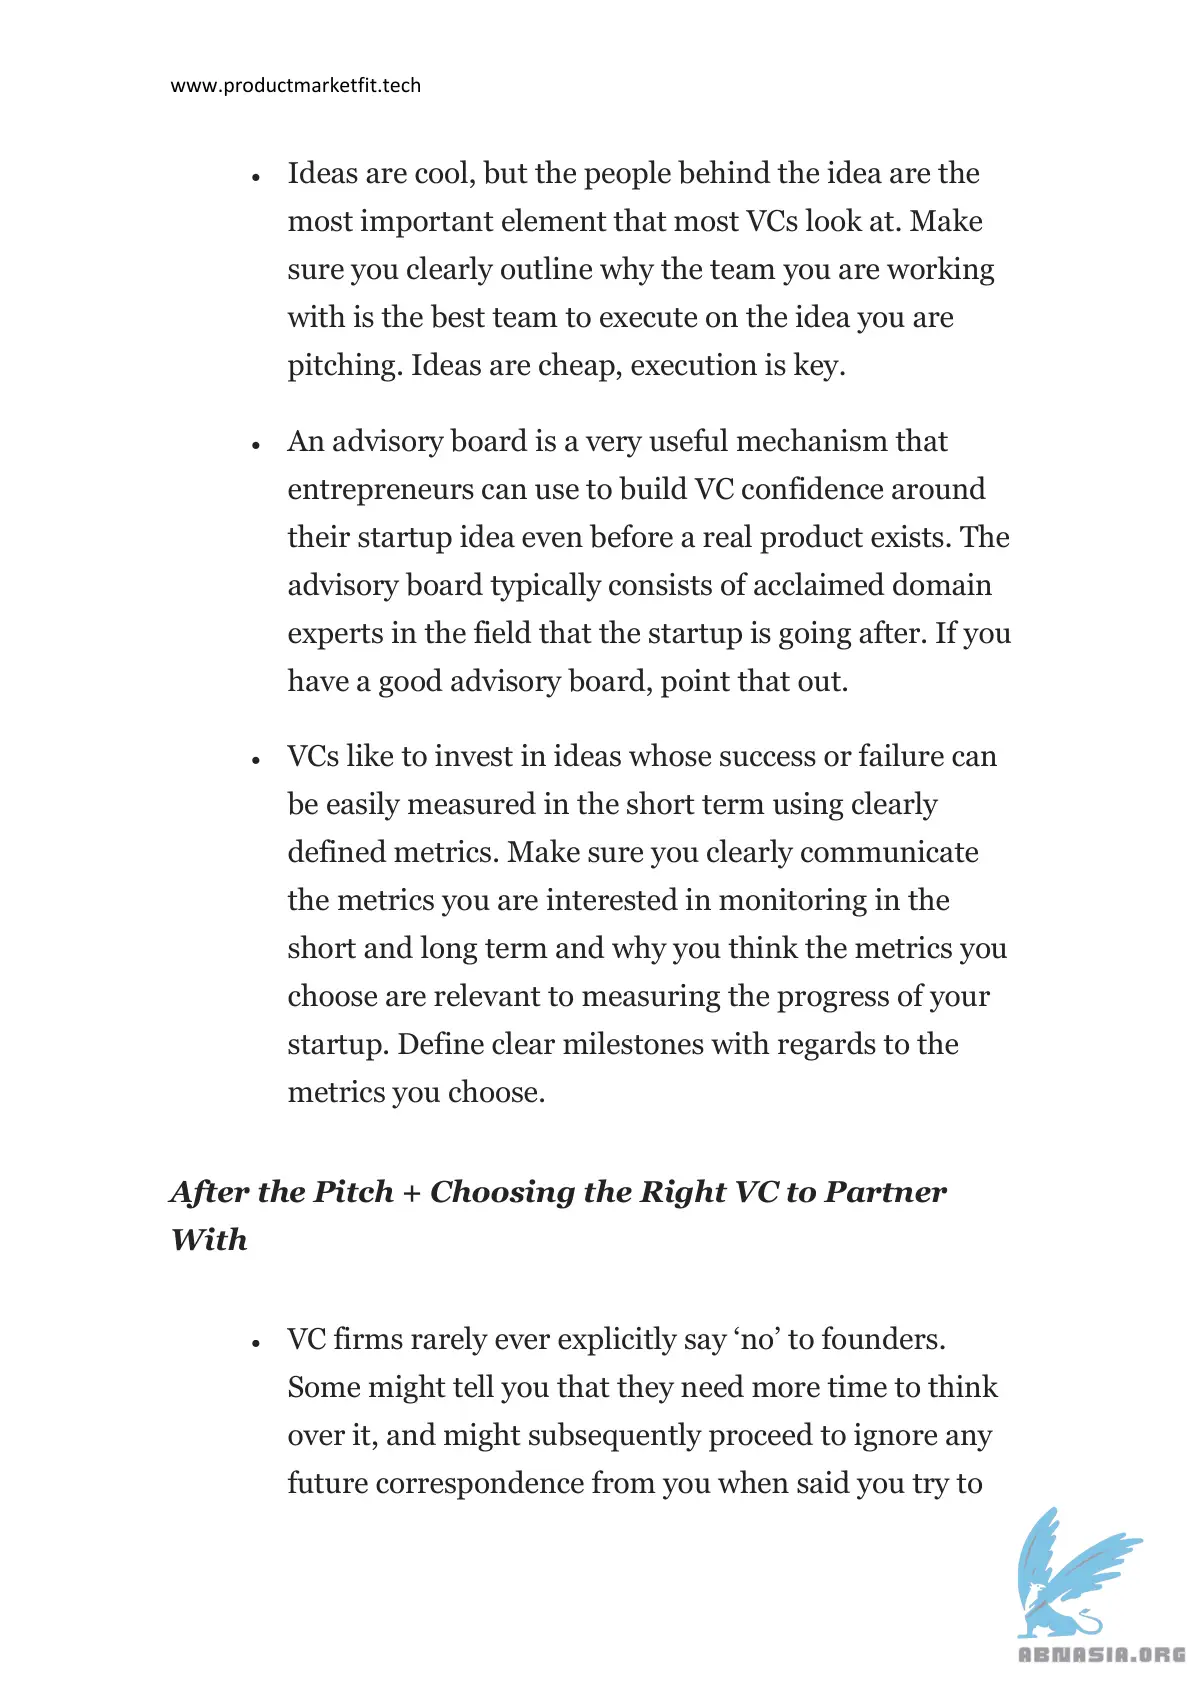 www.productmarketfit.tech
• Ideas are cool, but the people behind the idea are the
most important element that most VCs look at. Make
sure you clearly outline why the team you are working
with is the best team to execute on the idea you are
pitching. Ideas are cheap, execution is key.
• An advisory board is a very useful mechanism that
entrepreneurs can use to build VC confidence around
their startup idea even before a real product exists. The
advisory board typically consists of acclaimed domain
experts in the field that the startup is going after. If you
have a good advisory board, point that out.
• VCs like to invest in ideas whose success or failure can
be easily measured in the short term using clearly
defined metrics. Make sure you clearly communicate
the metrics you are interested in monitoring in the
short and long term and why you think the metrics you
choose are relevant to measuring the progress of your
startup. Define clear milestones with regards to the
metrics you choose.
After the Pitch + Choosing the Right VC to Partner
With
• VC firms rarely ever explicitly say ‘no’ to founders.
Some might tell you that they need more time to think
over it, and might subsequently proceed to ignore any
future correspondence from you when said you try to
ABNASIA.ORG